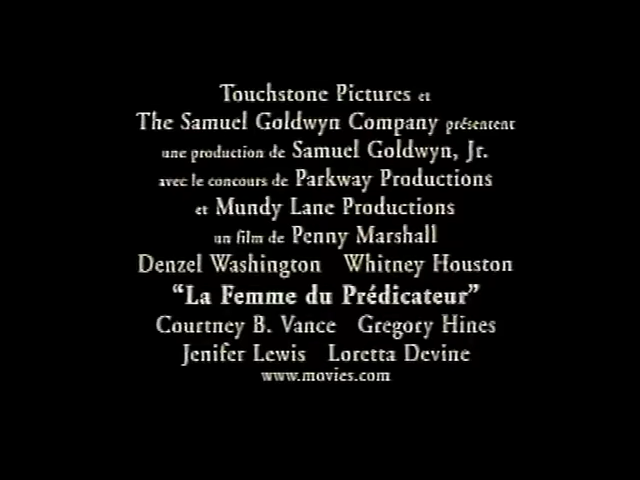 Touchstone Pictures et
The Samuel Goldwyn Company présentent
une production de Samuel Goldwyn, Jr.
avec le concours de Parkway Productions
et Mundy Lane Productions
un film de Penny Marshall
Denzel Washington Whitney Houston
“La Femme du Prédicateur”
Courtney B. Vance Gregory Hines
Jenifer Lewis Loretta Devine
www.movies.com